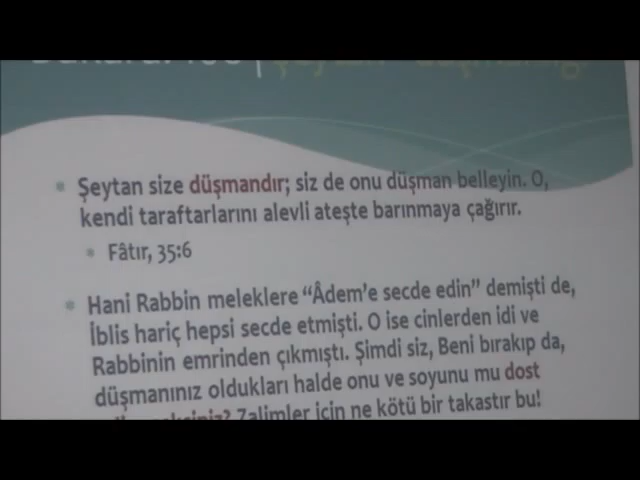 Şeytan size düşmandır; siz de onu düşman belleyin. O,
kendi taraftarlarını alevli ateşte barınmaya çağırır.
Fâtır, 35:6
Hani Rabbin meleklere “Âdem’e secde edin” demişti de,
İblis hariç hepsi secde etmişti. O ise cinlerden idi ve
Rabbinin emrinden çıkmıştı. Şimdi siz, Beni bırakıp da,
düşmanınız oldukları halde onu ve soyunu mu dost
Zalimler için ne kötü bir takastır bu!